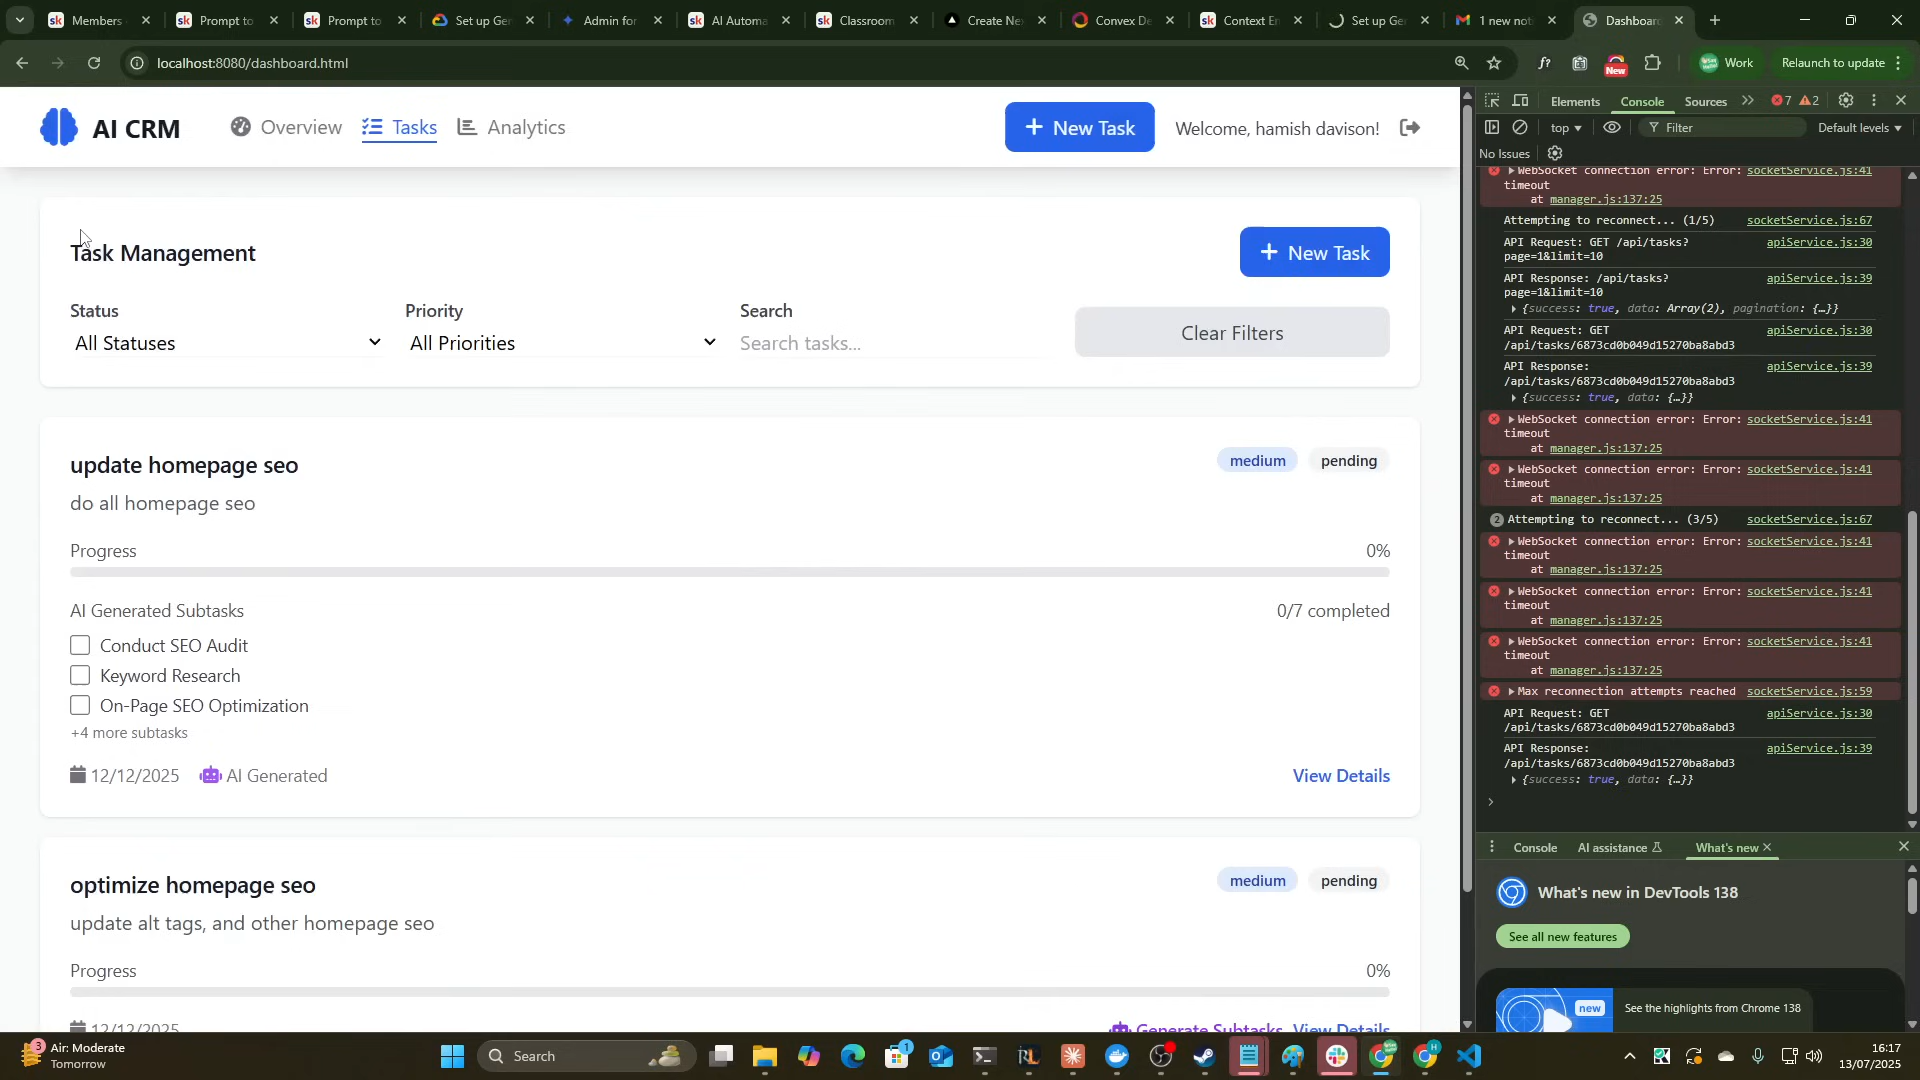 Members
Prompt to
Prompt to
Set up Ge
Admin for
AI Automa
Classroom
Create Ne
Convex De
Context En
Set up Ge
1 new not
Dashboard
localhost:8080/dashboard.html
New
Work
Relaunch to update
AI CRM
Overview
Tasks
Analytics
+ New Task
Welcome, hamish davison!
Task Management
+ New Task
Status
Priority
Search
All Statuses
All Priorities
Search tasks...
Clear Filters
update homepage seo
medium
pending
do all homepage seo
Progress
0%
AI Generated Subtasks
0/7 completed
Conduct SEO Audit
Keyword Research
On-Page SEO Optimization
+4 more subtasks
12/12/2025
AI Generated
View Details
optimize homepage seo
medium
pending
update alt tags, and other homepage seo
Progress
0%
12/12/2025
Generate Subtasks
View Details
Elements
Console
Sources
7
2
top
Filter
Default levels
No Issues
WebSocket connection error: Error: socketService.js:41
timeout
at manager.js:137:25
Attempting to reconnect... (1/5) socketService.js:67
API Request: GET /api/tasks? apiService.js:30
page=1&limit=10
API Response: /api/tasks? apiService.js:39
page=1&limit=10
{success: true, data: Array(2), pagination: {…}}
API Request: GET apiService.js:30
/api/tasks/6873cd0b049d15270ba8abd3
API Response: apiService.js:39
/api/tasks/6873cd0b049d15270ba8abd3
{success: true, data: {…}}
WebSocket connection error: Error: socketService.js:41
timeout
at manager.js:137:25
WebSocket connection error: Error: socketService.js:41
timeout
at manager.js:137:25
2 Attempting to reconnect... (3/5) socketService.js:67
WebSocket connection error: Error: socketService.js:41
timeout
at manager.js:137:25
WebSocket connection error: Error: socketService.js:41
timeout
at manager.js:137:25
WebSocket connection error: Error: socketService.js:41
timeout
at manager.js:137:25
Max reconnection attempts reached socketService.js:59
API Request: GET apiService.js:30
/api/tasks/6873cd0b049d15270ba8abd3
API Response: apiService.js:39
/api/tasks/6873cd0b049d15270ba8abd3
{success: true, data: {…}}
Console
AI assistance
What's new
What's new in DevTools 138
See all new features
new
See the highlights from Chrome 138
3
Air: Moderate
Tomorrow
Search
1
16:17
13/07/2025